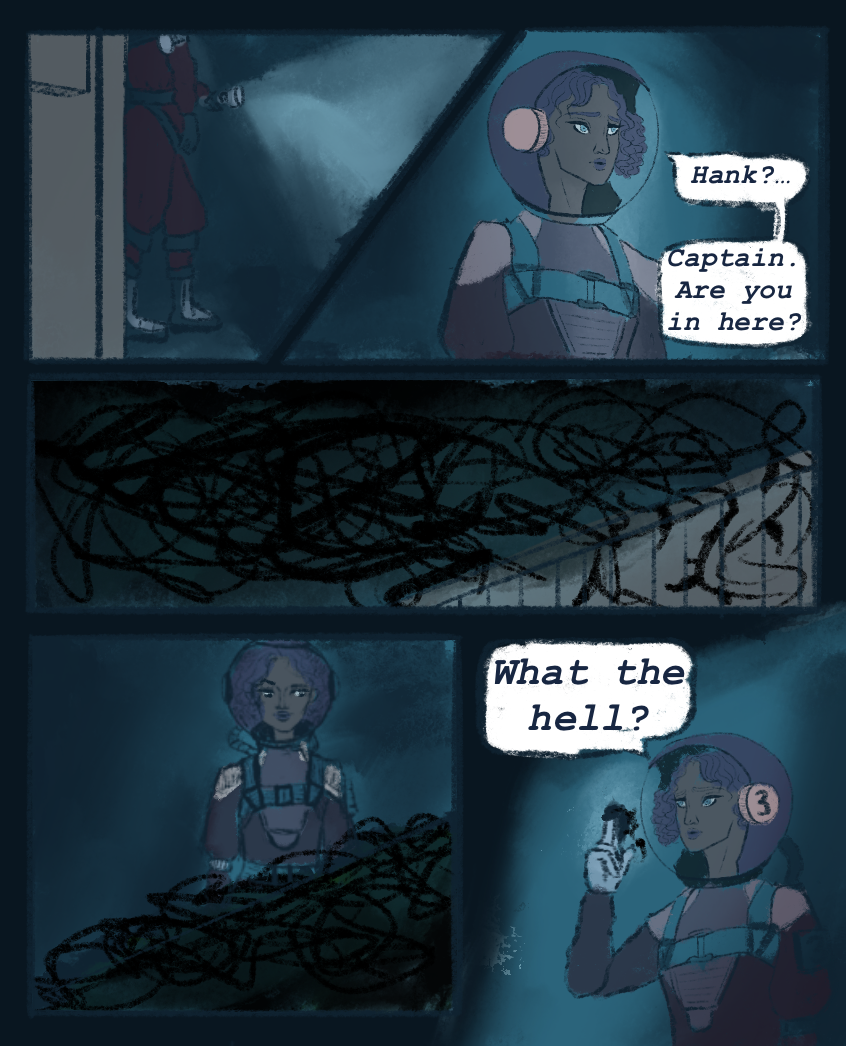 Hank?...
Captain.
Are you
in here?
What the
hell?
3